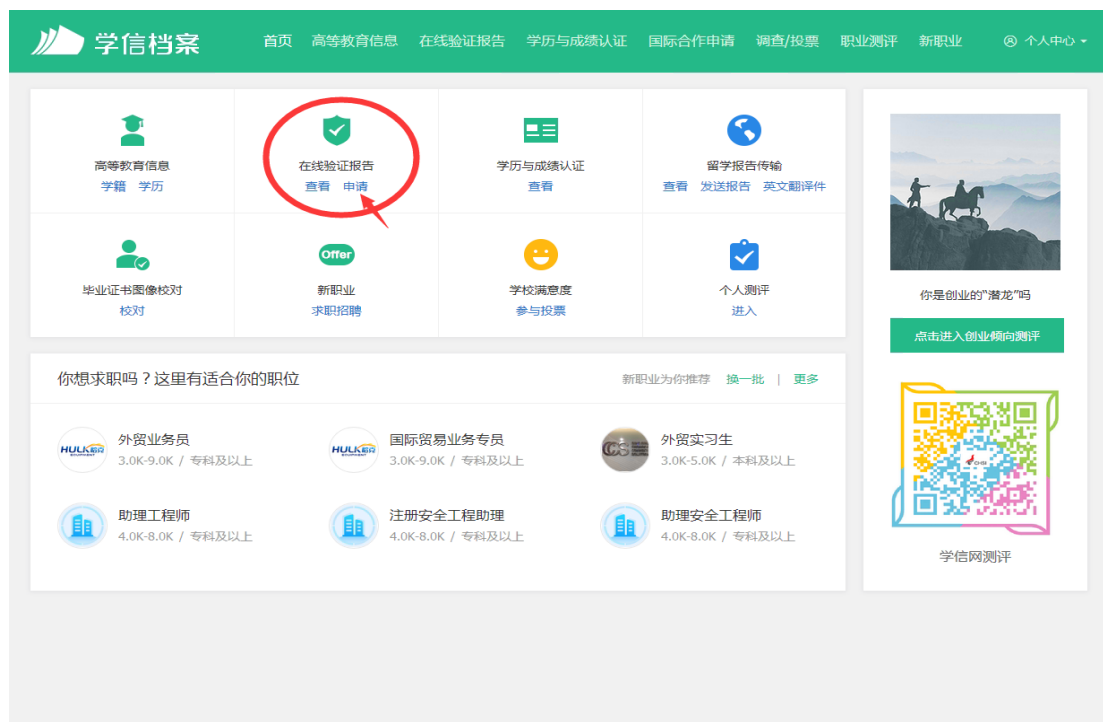 学信档案
首页 高等教育信息 在线验证报告 学历与成绩认证 国际合作申请 调查/投票 职业测评 新职业 个人中心
高等教育信息
学籍 学历
在线验证报告
查看 申请
学历与成绩认证
查看
留学报告传输
查看 发送报告 英文翻译件
毕业证书图像校对
校对
Offer
新职业
求职招聘
学校满意度
参与投票
个人测评
进入
你是创业的"潜龙"吗
点击进入创业倾向测评
你想求职吗？这里有适合你的职位
新职业为你推荐 换一批 | 更多
外贸业务员
3.0K-9.0K / 专科及以上
国际贸易业务专员
3.0K-9.0K / 专科及以上
外贸实习生
3.0K-5.0K / 本科及以上
助理工程师
4.0K-8.0K / 专科及以上
注册安全工程助理
4.0K-8.0K / 专科及以上
助理安全工程师
4.0K-8.0K / 专科及以上
学信网测评